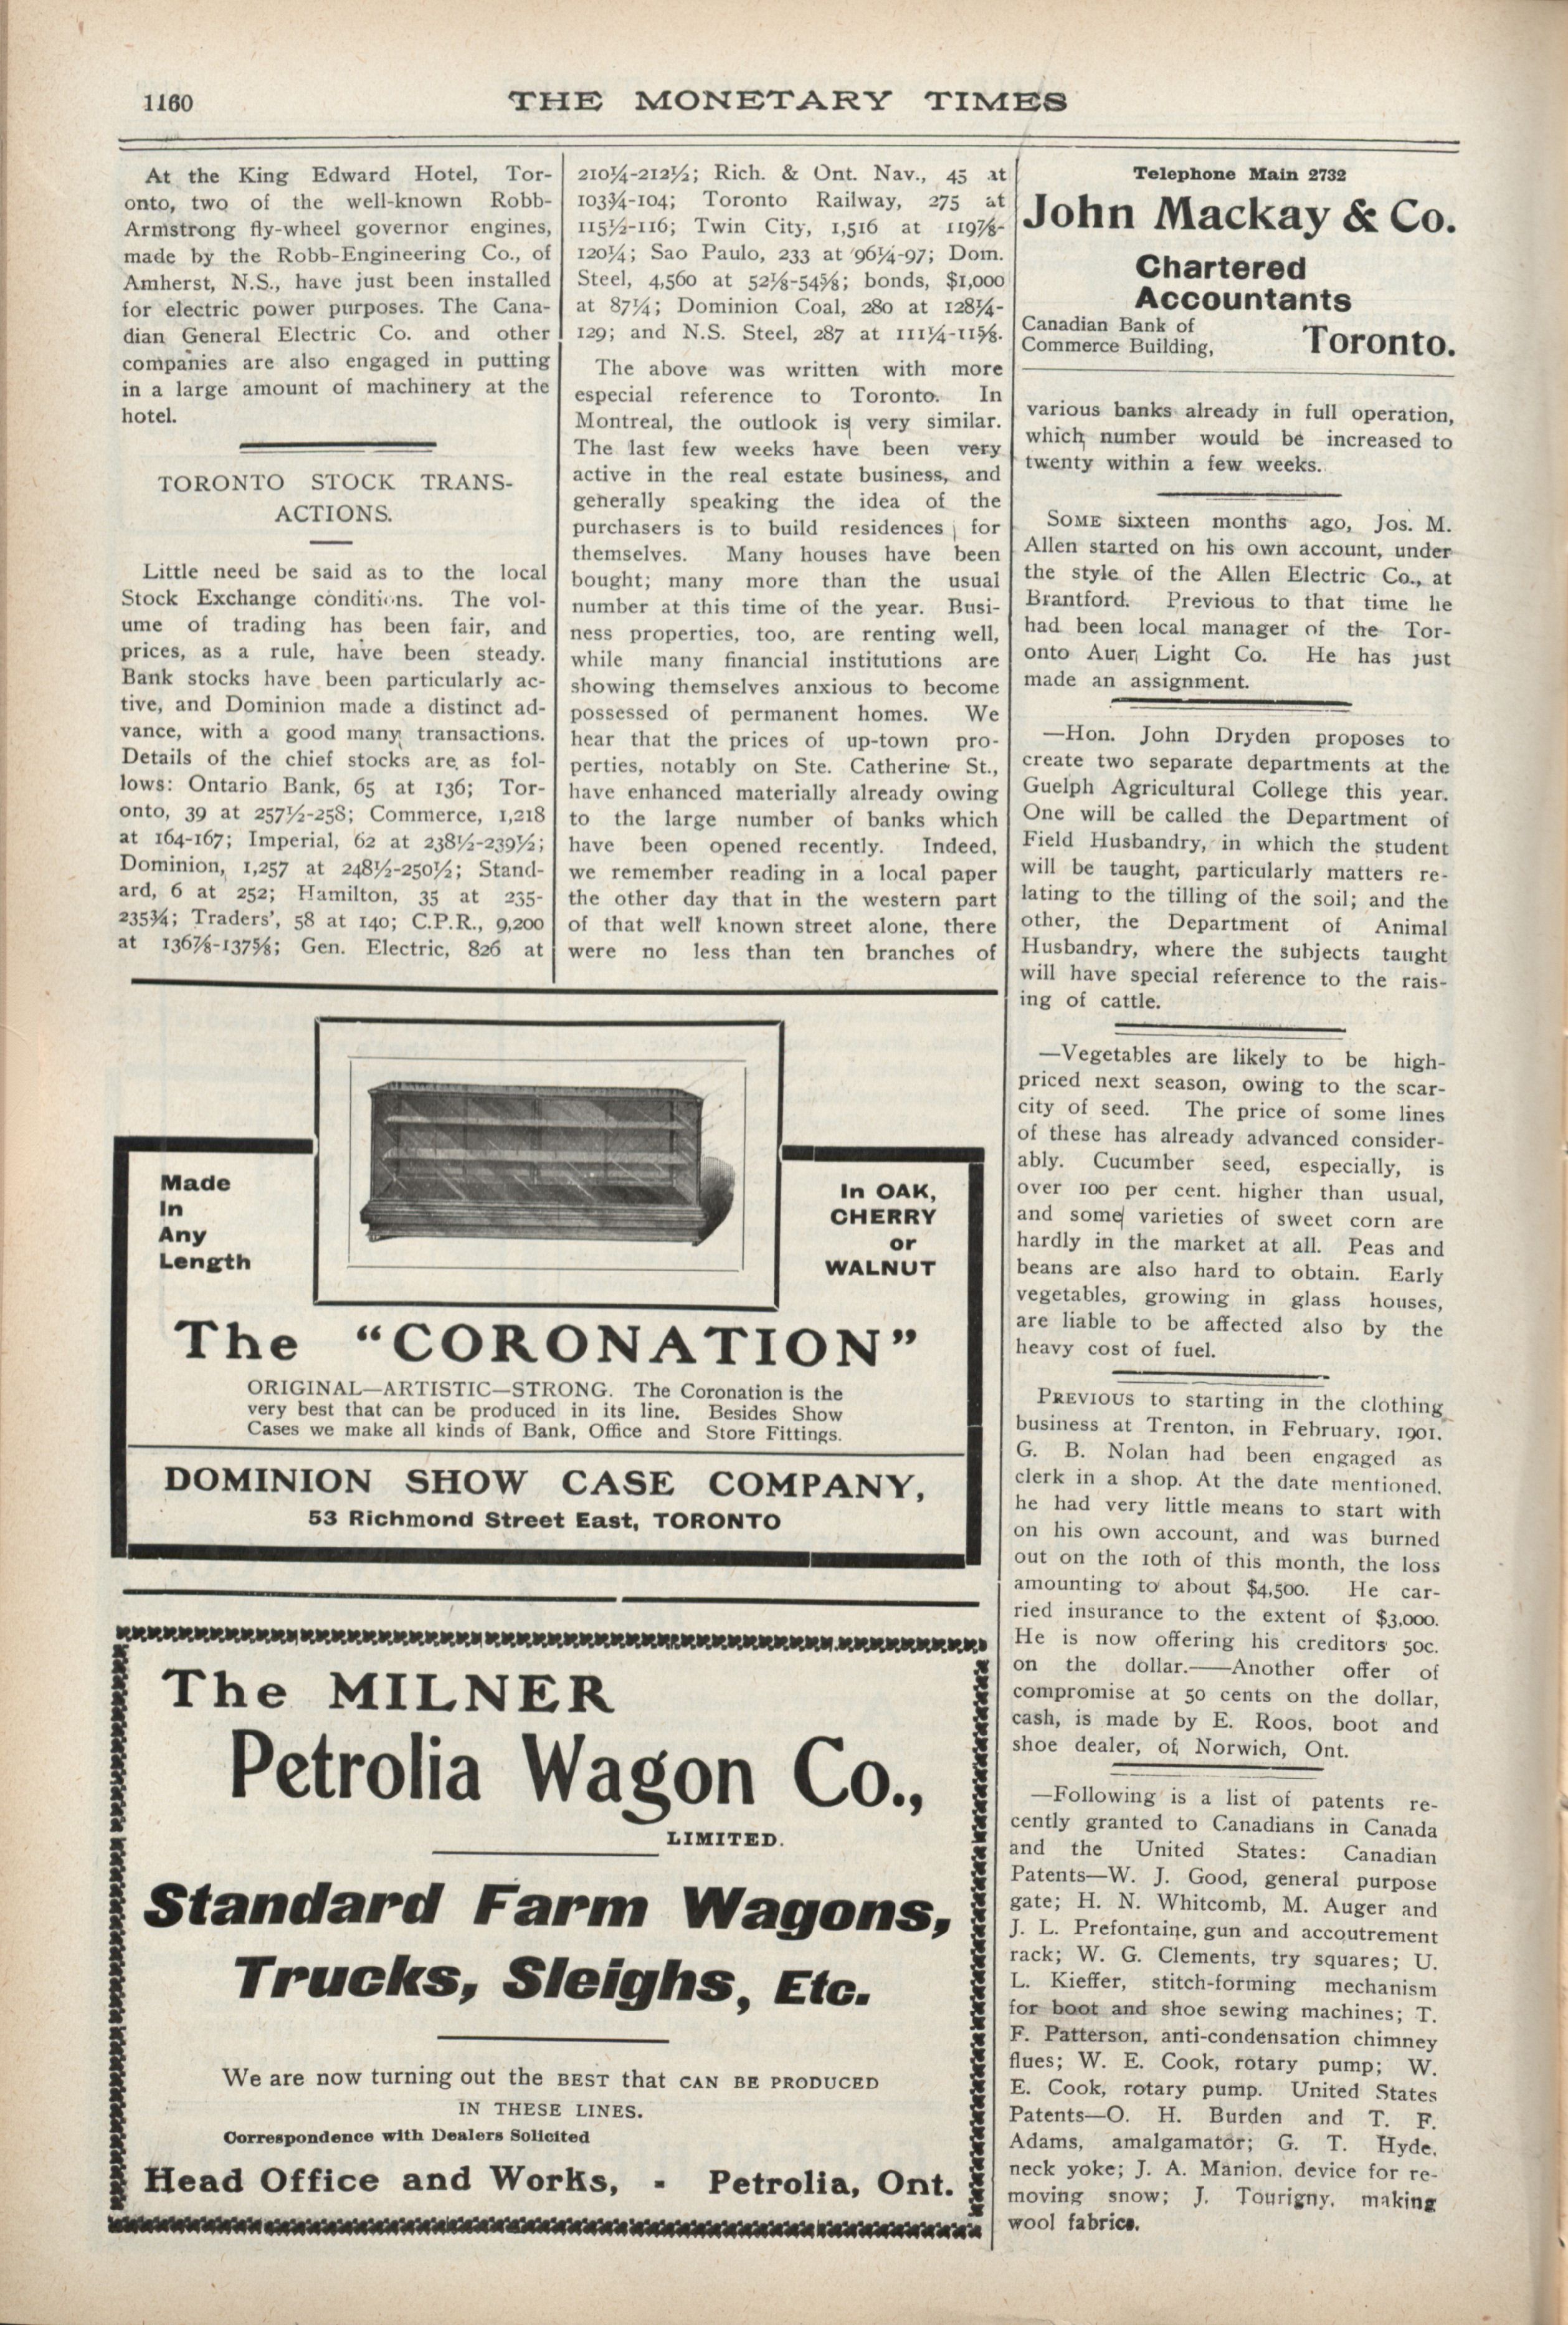 1160
THE MONETARY TIMES
At the King Edward Hotel, Tor-
onto, two of the well-known Robb-
Armstrong fly-wheel governor engines,
made by the Robb-Engineering Co., of
Amherst, N.S., have just been installed
for electric power purposes. The Cana-
dian General Electric Co. and other
companies are also engaged in putting
in a large amount of machinery at the
hotel.
TORONTO STOCK TRANS-
ACTIONS.
Little need be said as to the local
Stock Exchange conditions. The vol-
ume of trading has been fair, and
prices, as a rule, have been steady.
Bank stocks have been particularly ac-
tive, and Dominion made a distinct ad-
vance, with a good many transactions.
Details of the chief stocks are as fol-
lows: Ontario Bank, 65 at 136; Tor-
onto, 39 at 257½-258; Commerce, 1,218
at 164-167; Imperial, 62 at 238½-239½;
Dominion, 1,257 at 248½-250½; Stand-
ard, 6 at 252; Hamilton, 35 at 235-
235¾; Traders', 58 at 140; C.P.R., 9,200
at 136⅞-137⅝; Gen. Electric, 826 at
210¼-212½; Rich. & Ont. Nav., 45 at
103¾-104; Toronto Railway, 275 at
115½-116; Twin City, 1,516 at 119⅞-
120¼; Sao Paulo, 233 at 96¼-97; Dom.
Steel, 4,560 at 52⅛-54⅝; bonds, $1,000
at 87¼; Dominion Coal, 280 at 128¼-
129; and N.S. Steel, 287 at 111¼-11⅝.
The above was written with more
especial reference to Toronto. In
Montreal, the outlook is very similar.
The last few weeks have been very
active in the real estate business, and
generally speaking the idea of the
purchasers is to build residences for
themselves. Many houses have been
bought; many more than the usual
number at this time of the year. Busi-
ness properties, too, are renting well,
while many financial institutions are
showing themselves anxious to become
possessed of permanent homes. We
hear that the prices of up-town pro-
perties, notably on Ste. Catherine St.,
have enhanced materially already owing
to the large number of banks which
have been opened recently. Indeed,
we remember reading in a local paper
the other day that in the western part
of that well known street alone, there
were no less than ten branches of
Telephone Main 2732
John Mackay & Co.
Chartered
Accountants
Canadian Bank of
Commerce Building,
Toronto.
various banks already in full operation,
which number would be increased to
twenty within a few weeks.
SOME sixteen months ago, Jos. M.
Allen started on his own account, under
the style of the Allen Electric Co., at
Brantford. Previous to that time he
had been local manager of the Tor-
onto Auer Light Co. He has just
made an assignment.
—Hon. John Dryden proposes to
create two separate departments at the
Guelph Agricultural College this year.
One will be called the Department of
Field Husbandry, in which the student
will be taught, particularly matters re-
lating to the tilling of the soil; and the
other, the Department of Animal
Husbandry, where the subjects taught
will have special reference to the rais-
ing of cattle.
—Vegetables are likely to be high-
priced next season, owing to the scar-
city of seed. The price of some lines
of these has already advanced consider-
ably. Cucumber seed, especially, is
over 100 per cent. higher than usual,
and some varieties of sweet corn are
hardly in the market at all. Peas and
beans are also hard to obtain. Early
vegetables, growing in glass houses,
are liable to be affected also by the
heavy cost of fuel.
PREVIOUS to starting in the clothing
business at Trenton, in February, 1901,
G. B. Nolan had been engaged as
clerk in a shop. At the date mentioned,
he had very little means to start with
on his own account, and was burned
out on the 10th of this month, the loss
amounting to about $4,500. He car-
ried insurance to the extent of $3,000.
He is now offering his creditors 50c.
on the dollar.——Another offer of
compromise at 50 cents on the dollar,
cash, is made by E. Roos, boot and
shoe dealer, of Norwich, Ont.
—Following is a list of patents re-
cently granted to Canadians in Canada
and the United States: Canadian
Patents—W. J. Good, general purpose
gate; H. N. Whitcomb, M. Auger and
J. L. Prefontaine, gun and accoutrement
rack; W. G. Clements, try squares; U.
L. Kieffer, stitch-forming mechanism
for boot and shoe sewing machines; T.
F. Patterson, anti-condensation chimney
flues; W. E. Cook, rotary pump; W.
E. Cook, rotary pump. United States
Patents—O. H. Burden and T. F.
Adams, amalgamator; G. T. Hyde,
neck yoke; J. A. Manion, device for re-
moving snow; J. Tourigny, making
wool fabrics.
Made
In
Any
Length
In OAK,
CHERRY
or
WALNUT
The "CORONATION"
ORIGINAL—ARTISTIC—STRONG. The Coronation is the
very best that can be produced in its line. Besides Show
Cases we make all kinds of Bank, Office and Store Fittings.
DOMINION SHOW CASE COMPANY,
53 Richmond Street East, TORONTO
The MILNER
Petrolia Wagon Co.,
LIMITED.
Standard Farm Wagons,
Trucks, Sleighs, Etc.
We are now turning out the BEST that CAN BE PRODUCED
IN THESE LINES.
Correspondence with Dealers Solicited
Head Office and Works, - Petrolia, Ont.